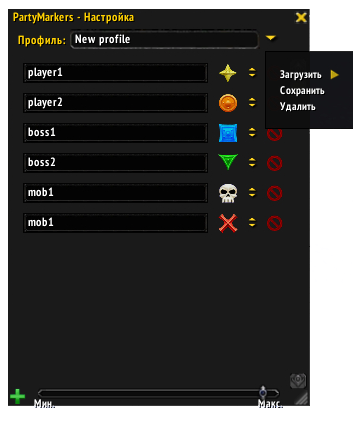 PartyMarkers - Настройка
Профиль: New profile
Загрузить
Сохранить
Удалить
player1
player2
boss1
boss2
mob1
mob1
Мин. Макс.